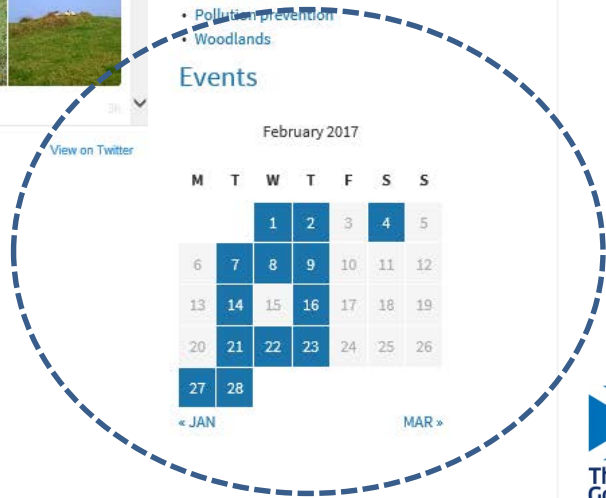 • Pollution prevention
• Woodlands
Events
3h
View on Twitter
February 2017
M T W T F S S
1 2 3 4 5
6 7 8 9 10 11 12
13 14 15 16 17 18 19
20 21 22 23 24 25 26
27 28
« JAN MAR »